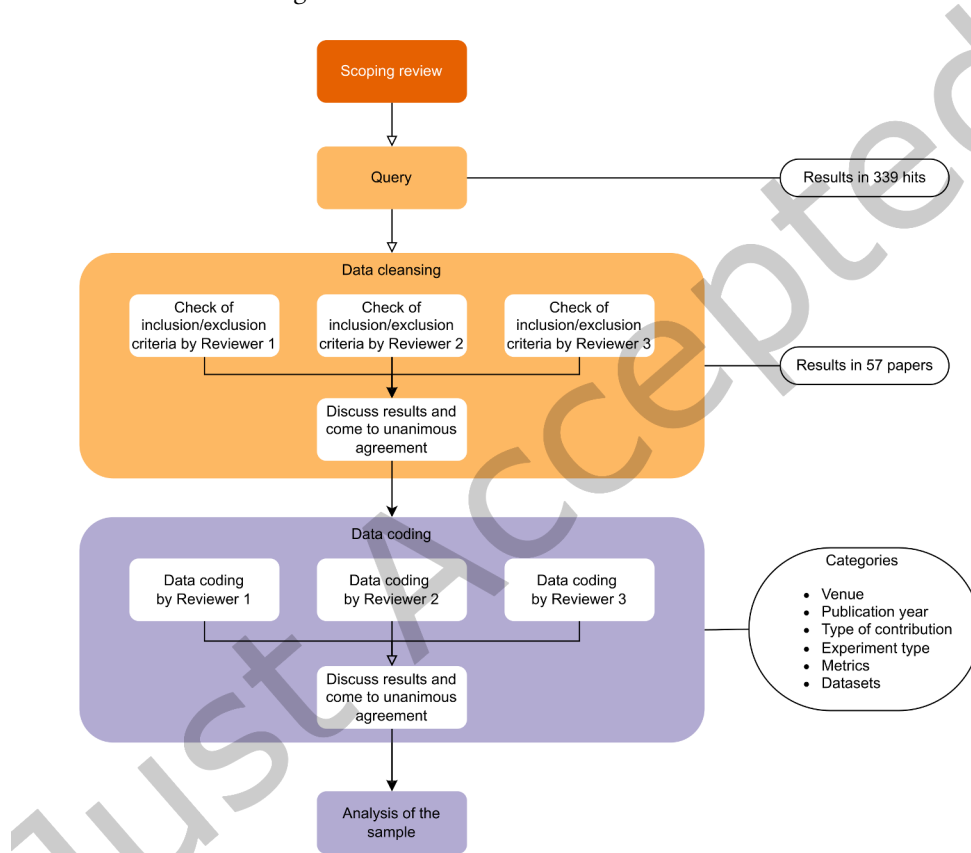 Scoping review
Query
Results in 339 hits
Data cleansing
Check of
inclusion/exclusion
criteria by Reviewer 1
Check of
inclusion/exclusion
criteria by Reviewer 2
Check of
inclusion/exclusion
criteria by Reviewer 3
Results in 57 papers
Discuss results and
come to unanimous
agreement
Data coding
Data coding
by Reviewer 1
Data coding
by Reviewer 2
Data coding
by Reviewer 3
Categories
• Venue
• Publication year
• Type of contribution
• Experiment type
• Metrics
• Datasets
Discuss results and
come to unanimous
agreement
Analysis of the
sample
Just Accepted